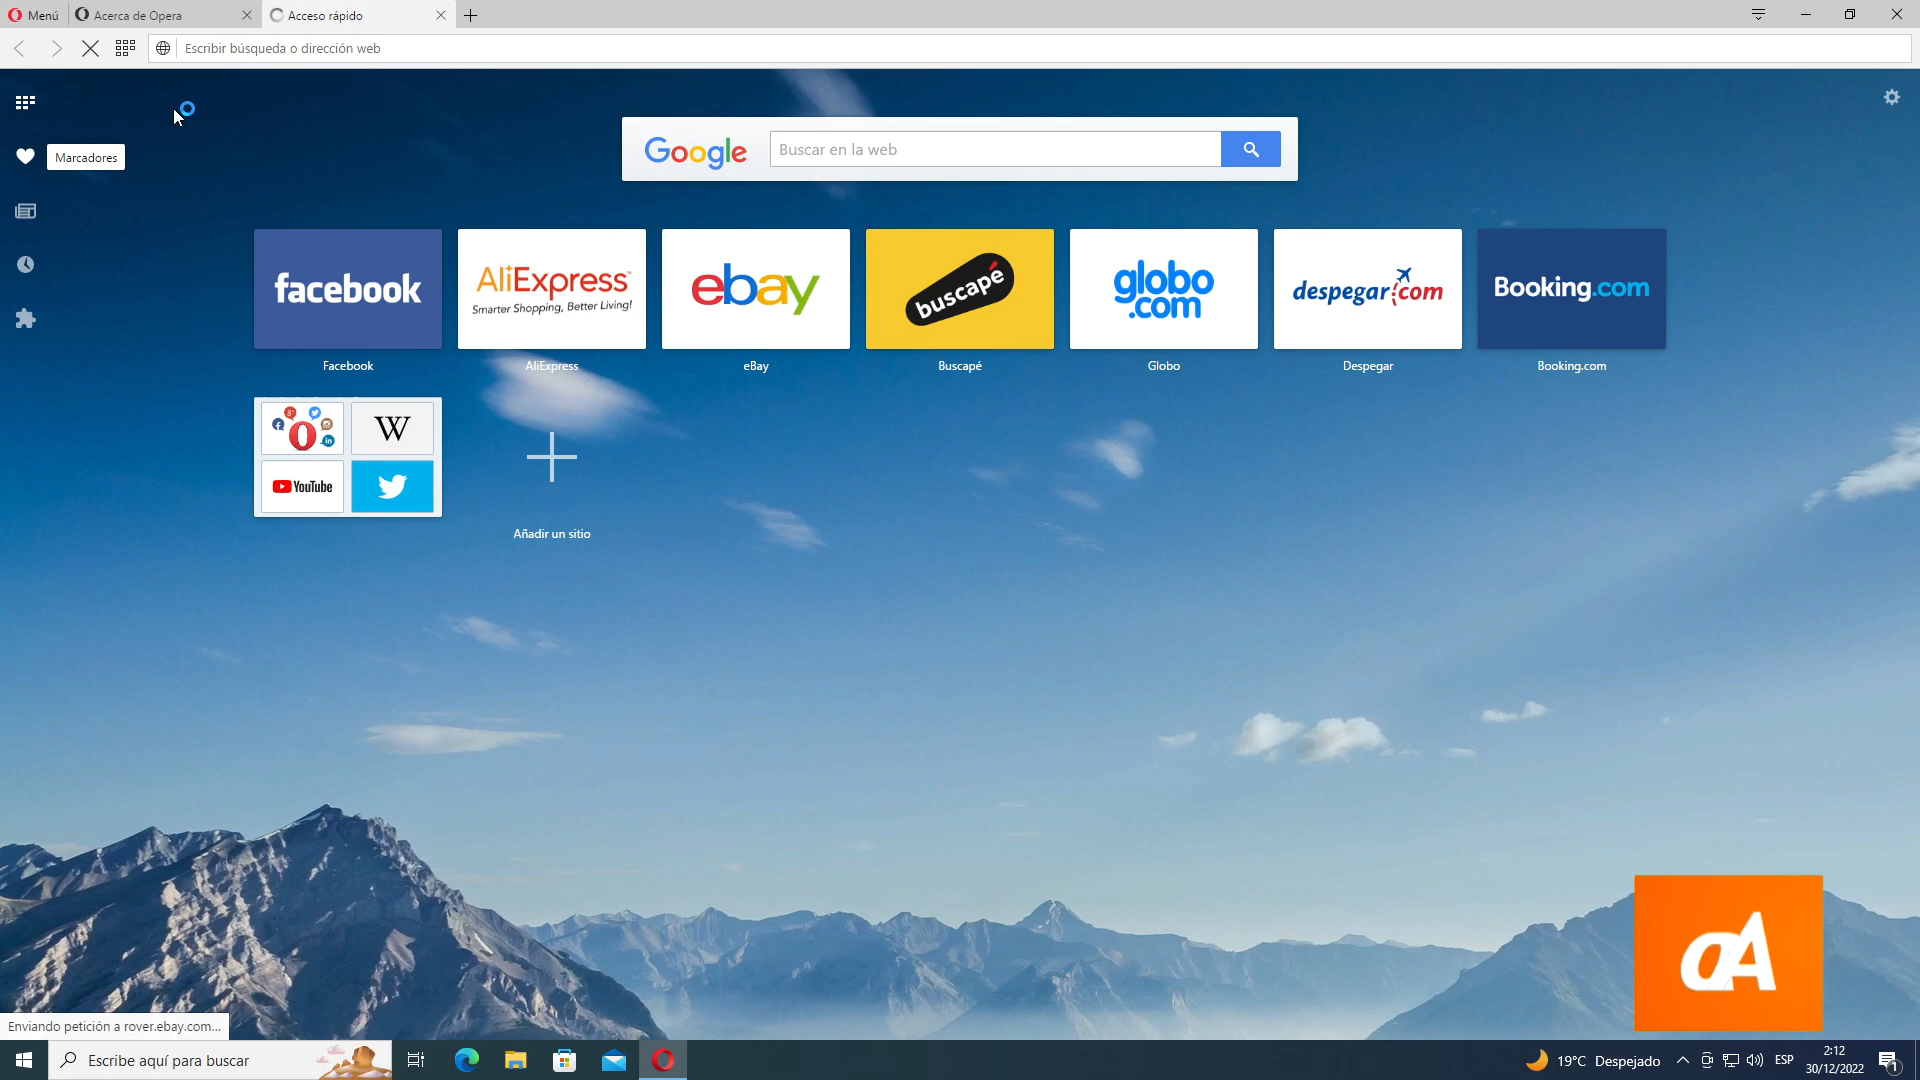 Menú
Acerca de Opera
Acceso rápido
Escribir búsqueda o dirección web
Marcadores
Google
Buscar en la web
facebook
AliExpress
Smarter Shopping, Better Living!
ebay
buscapé
globo
.com
despegar.com
Booking.com
Facebook
AliExpress
eBay
Buscapé
Globo
Despegar
Booking.com
W
YouTube
Añadir un sitio
aA
Enviando petición a rover.ebay.com...
Escribe aquí para buscar
19°C Despejado
ESP
2:12
30/12/2022
1